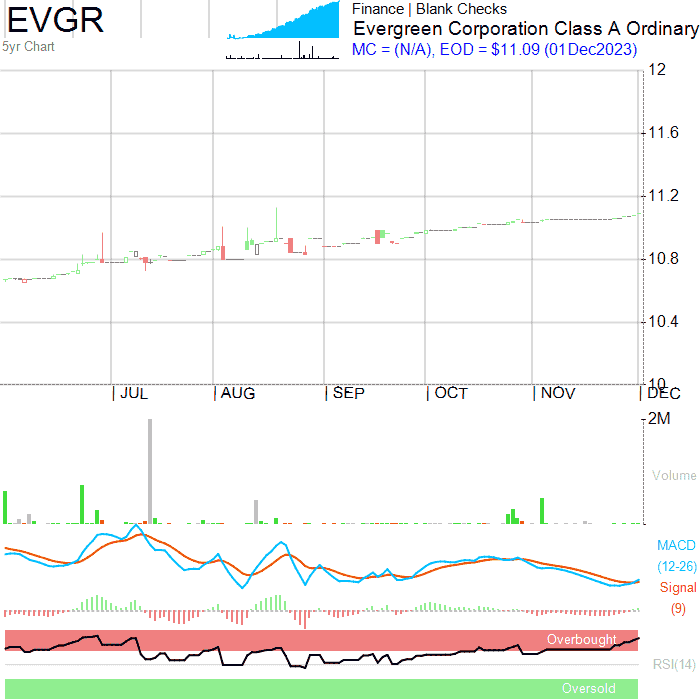 EVGR
5yr Chart
Finance | Blank Checks
Evergreen Corporation Class A Ordinary
MC = (N/A), EOD = $11.09 (01Dec2023)
12
11.6
11.2
10.8
10.4
10
| JUL | AUG | SEP | OCT | NOV | DEC
2M
Volume
MACD
(12-26)
Signal
(9)
Overbought
RSI(14)
Oversold